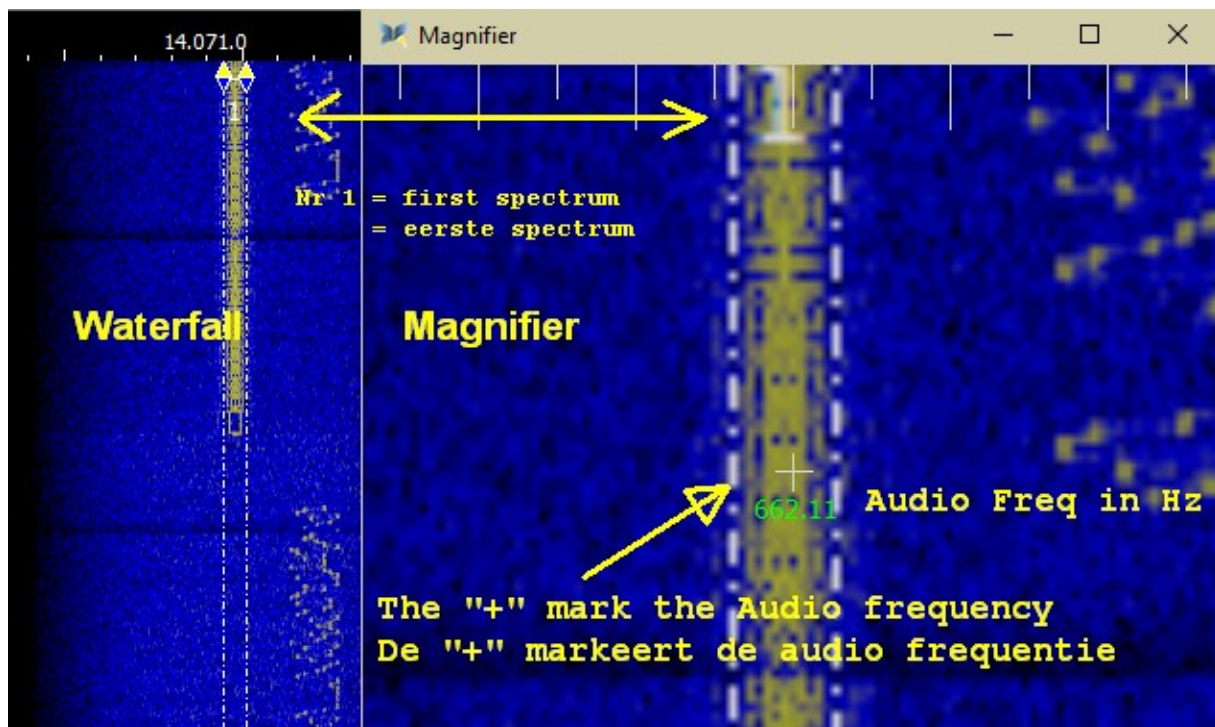 14.071.0
Magnifier
Nr 1 = first spectrum
= eerste spectrum
Waterfall
Magnifier
662.11
Audio Freq in Hz
The "+" mark the Audio frequency
De "+" markeert de audio frequentie